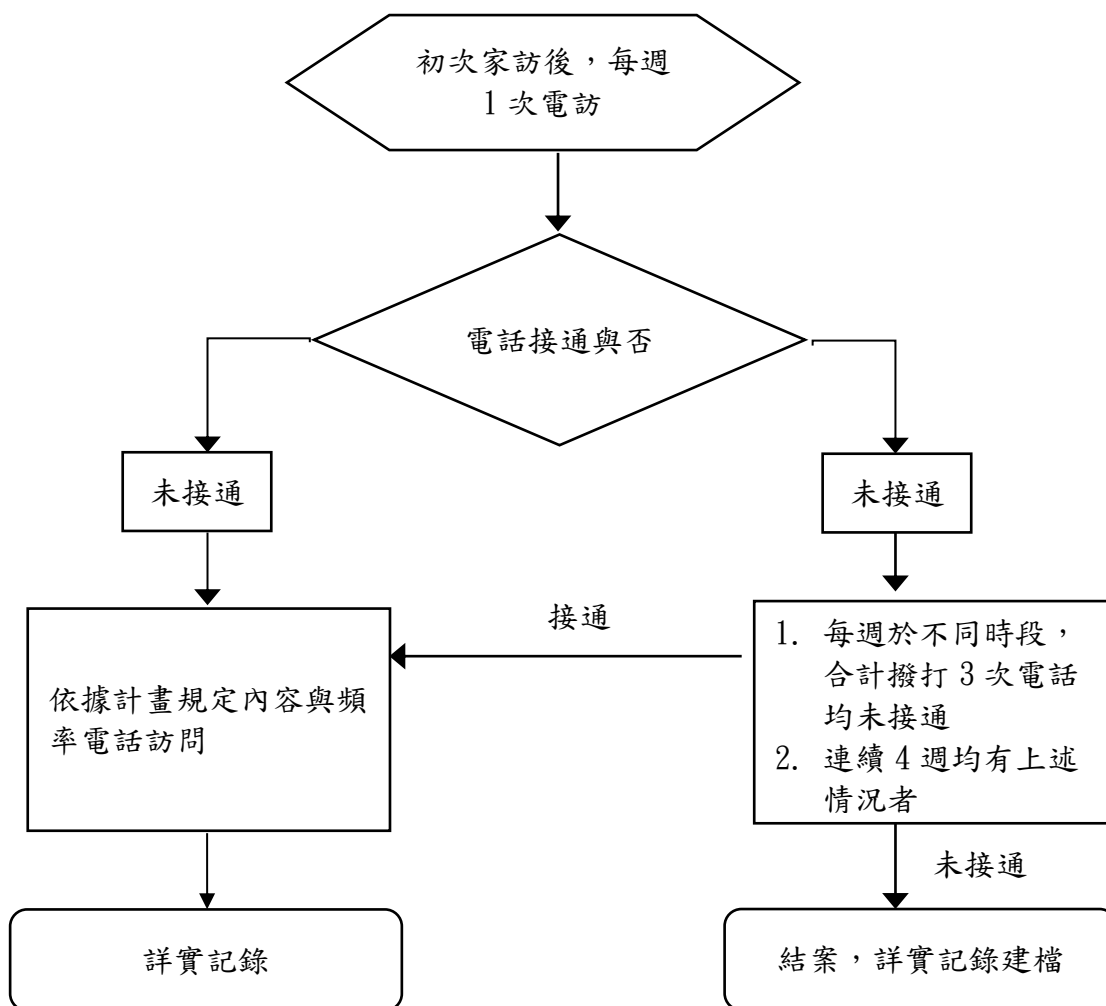 初次家訪後，每週
1 次電訪
電話接通與否
未接通
未接通
接通
依據計畫規定內容與頻
率電話訪問
1. 每週於不同時段，
合計撥打 3 次電話
均未接通
2. 連續 4 週均有上述
情況者
未接通
詳實記錄
結案，詳實記錄建檔